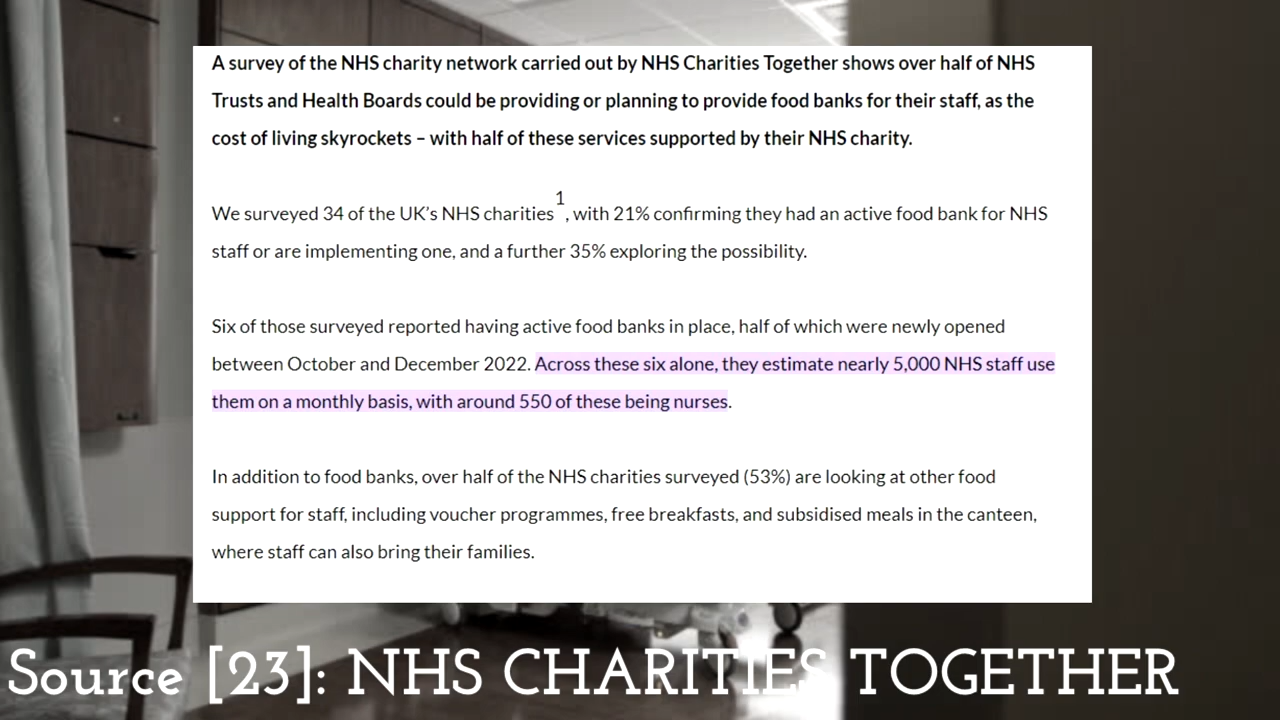 A survey of the NHS charity network carried out by NHS Charities Together shows over half of NHS
Trusts and Health Boards could be providing or planning to provide food banks for their staff, as the
cost of living skyrockets – with half of these services supported by their NHS charity.
We surveyed 34 of the UK’s NHS charities1, with 21% confirming they had an active food bank for NHS
staff or are implementing one, and a further 35% exploring the possibility.
Six of those surveyed reported having active food banks in place, half of which were newly opened
between October and December 2022. Across these six alone, they estimate nearly 5,000 NHS staff use
them on a monthly basis, with around 550 of these being nurses.
In addition to food banks, over half of the NHS charities surveyed (53%) are looking at other food
support for staff, including voucher programmes, free breakfasts, and subsidised meals in the canteen,
where staff can also bring their families.
Source [23]: NHS CHARITIES TOGETHER